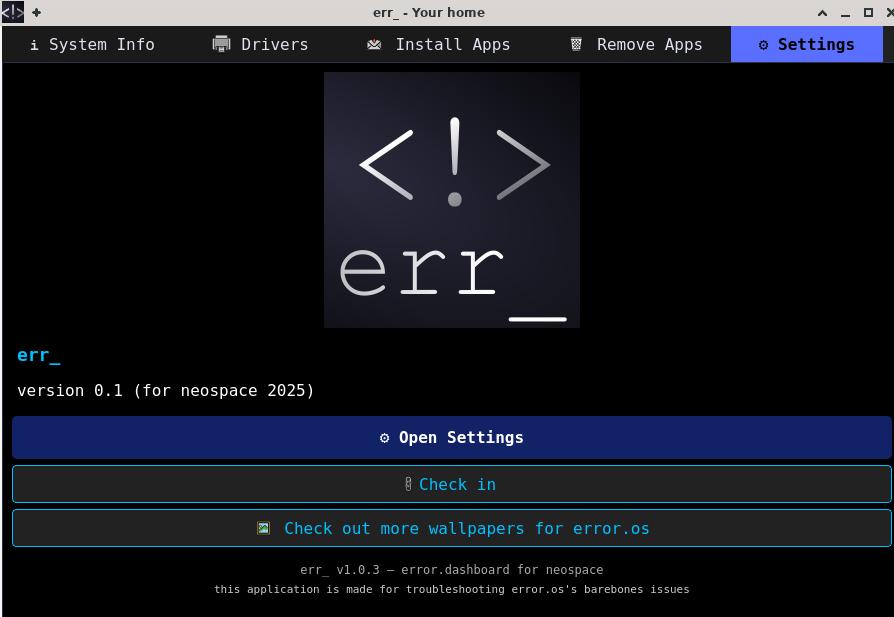 <!> err_ - Your home
i System Info Drivers Install Apps Remove Apps ⚙ Settings
<!>
err_
err_
version 0.1 (for neospace 2025)
⚙ Open Settings
Check in
Check out more wallpapers for error.os
err_ v1.0.3 — error.dashboard for neospace
this application is made for troubleshooting error.os's barebones issues